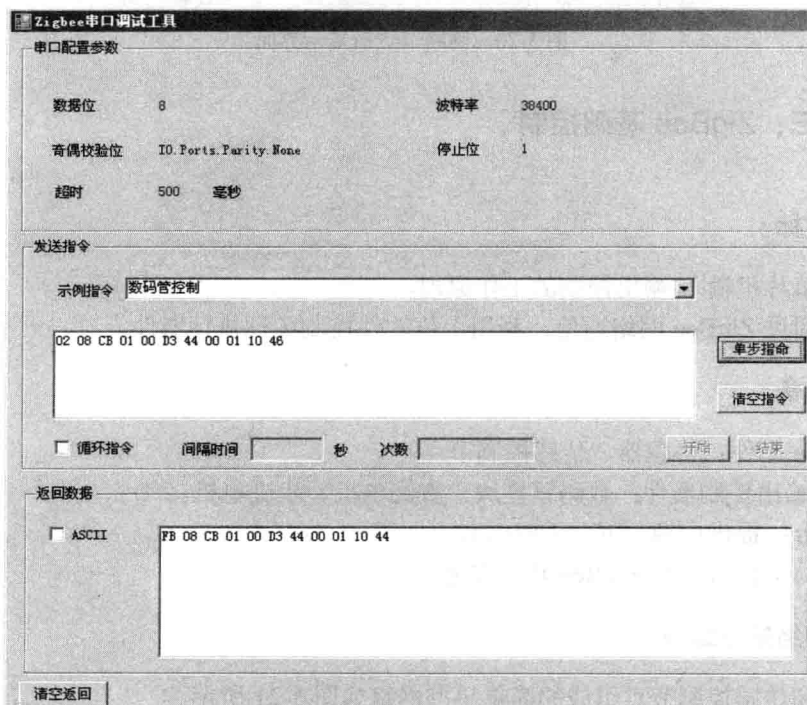 Zigbee串口调试工具
串口配置参数
数据位 8 波特率 38400
奇偶校验位 IO.Ports.Parity.None 停止位 1
超时 500 毫秒
发送指令
示例指令 数码管控制
02 08 CB 01 00 D3 44 00 01 10 46
单步指命
清空指令
循环指令 间隔时间 秒 次数 开始 结束
返回数据
ASCII FB 08 CB 01 00 D3 44 00 01 10 44
清空返回